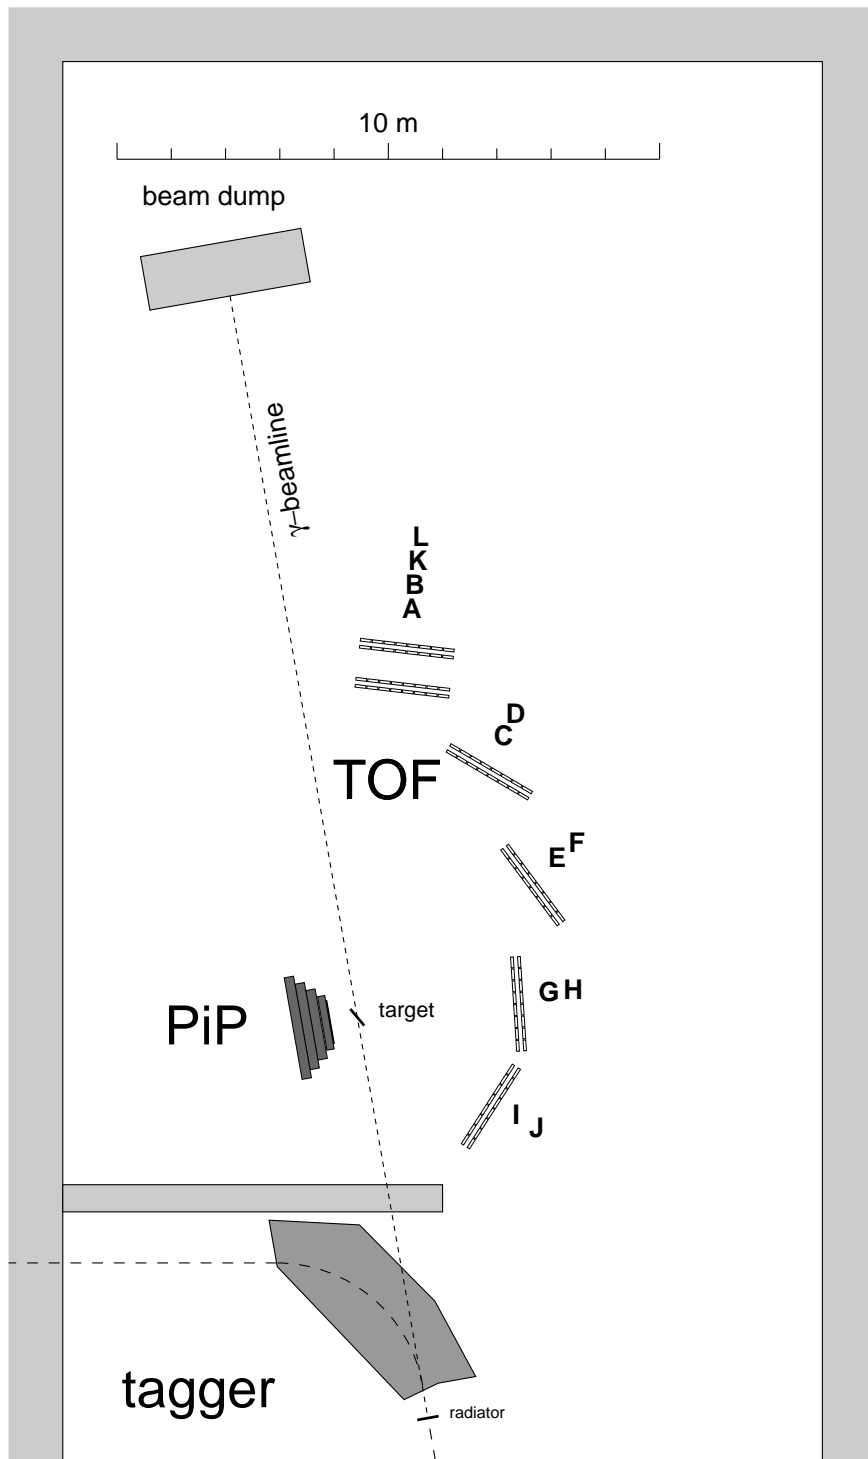 10 m
beam dump
γ–beamline
L
K
B
A
D
C
TOF
F
E
G H
target
PiP
I
J
tagger
radiator